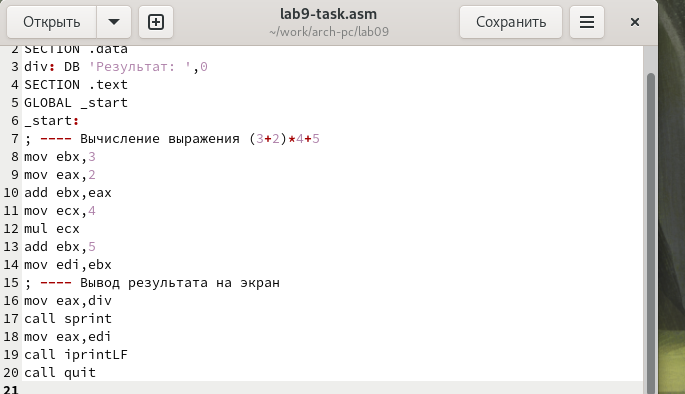 Открыть
lab9-task.asm
~/work/arch-pc/lab09
Сохранить
2 SECTION .data
3 div: DB 'Результат: ',0
4 SECTION .text
5 GLOBAL _start
6 _start:
7 ; ---- Вычисление выражения (3+2)*4+5
8 mov ebx,3
9 mov eax,2
10 add ebx,eax
11 mov ecx,4
12 mul ecx
13 add ebx,5
14 mov edi,ebx
15 ; ---- Вывод результата на экран
16 mov eax,div
17 call sprint
18 mov eax,edi
19 call iprintLF
20 call quit
21